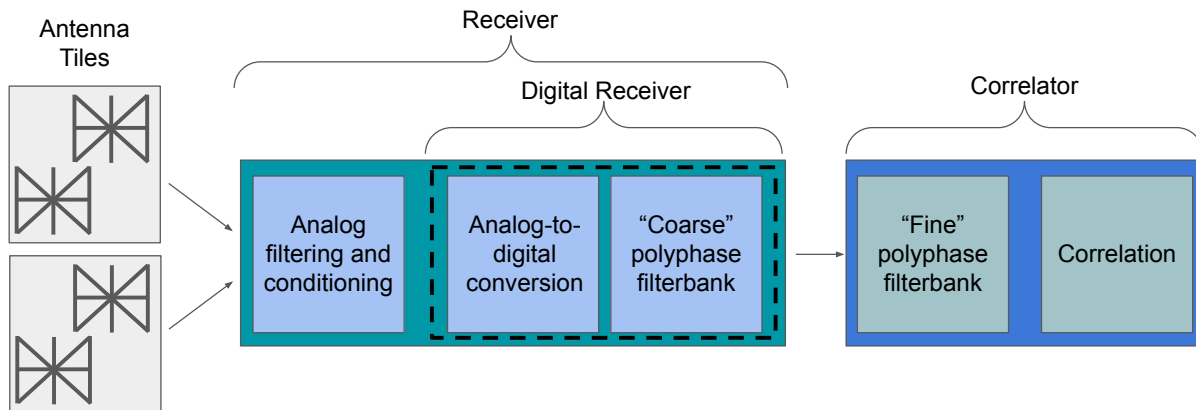 Receiver
Antenna
Tiles
Digital Receiver
Correlator
Analog
filtering and
conditioning
Analog-to-
digital
conversion
“Coarse”
polyphase
filterbank
“Fine”
polyphase
filterbank
Correlation